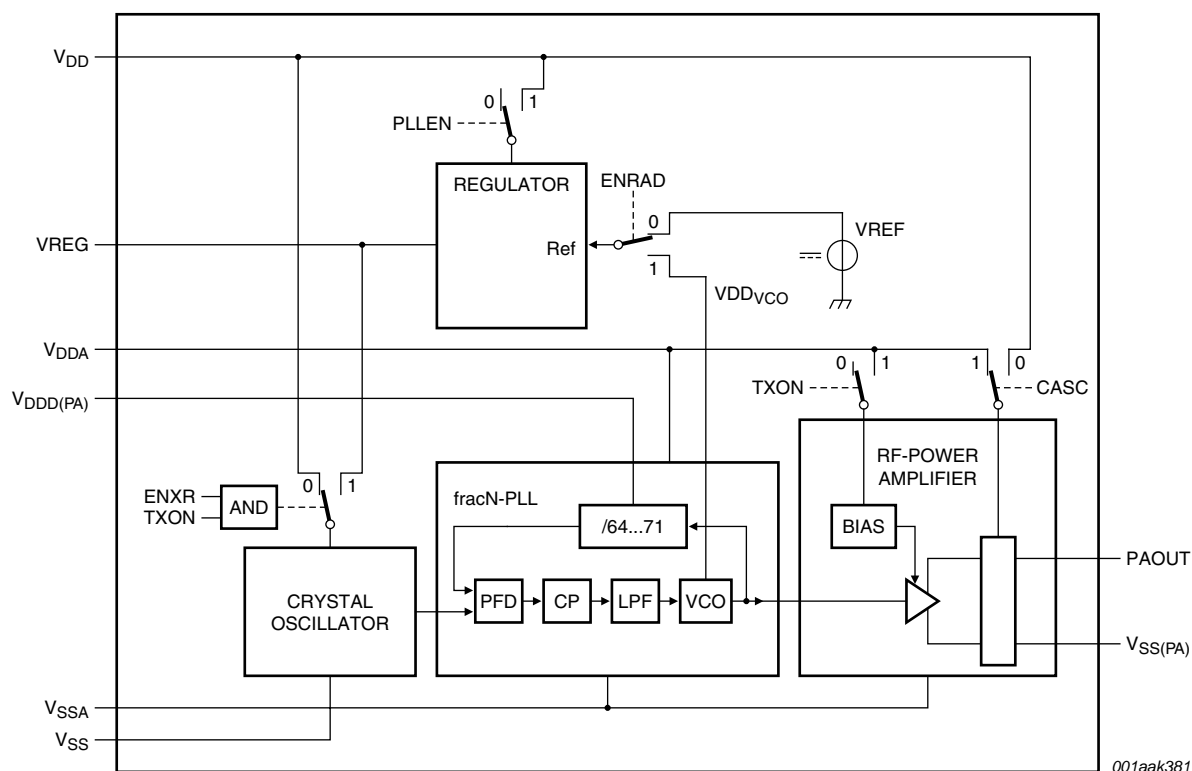 VDD
0 1
PLLEN
REGULATOR
ENRAD
0
VREF
VREG
Ref
1
VDDVCO
VDDA
0 1
1 0
TXON
CASC
VDDD(PA)
RF-POWER
AMPLIFIER
0 1
fracN-PLL
ENXR
TXON
AND
/64...71
BIAS
PAOUT
CRYSTAL
OSCILLATOR
PFD
CP
LPF
VCO
VSS(PA)
VSSA
VSS
001aak381